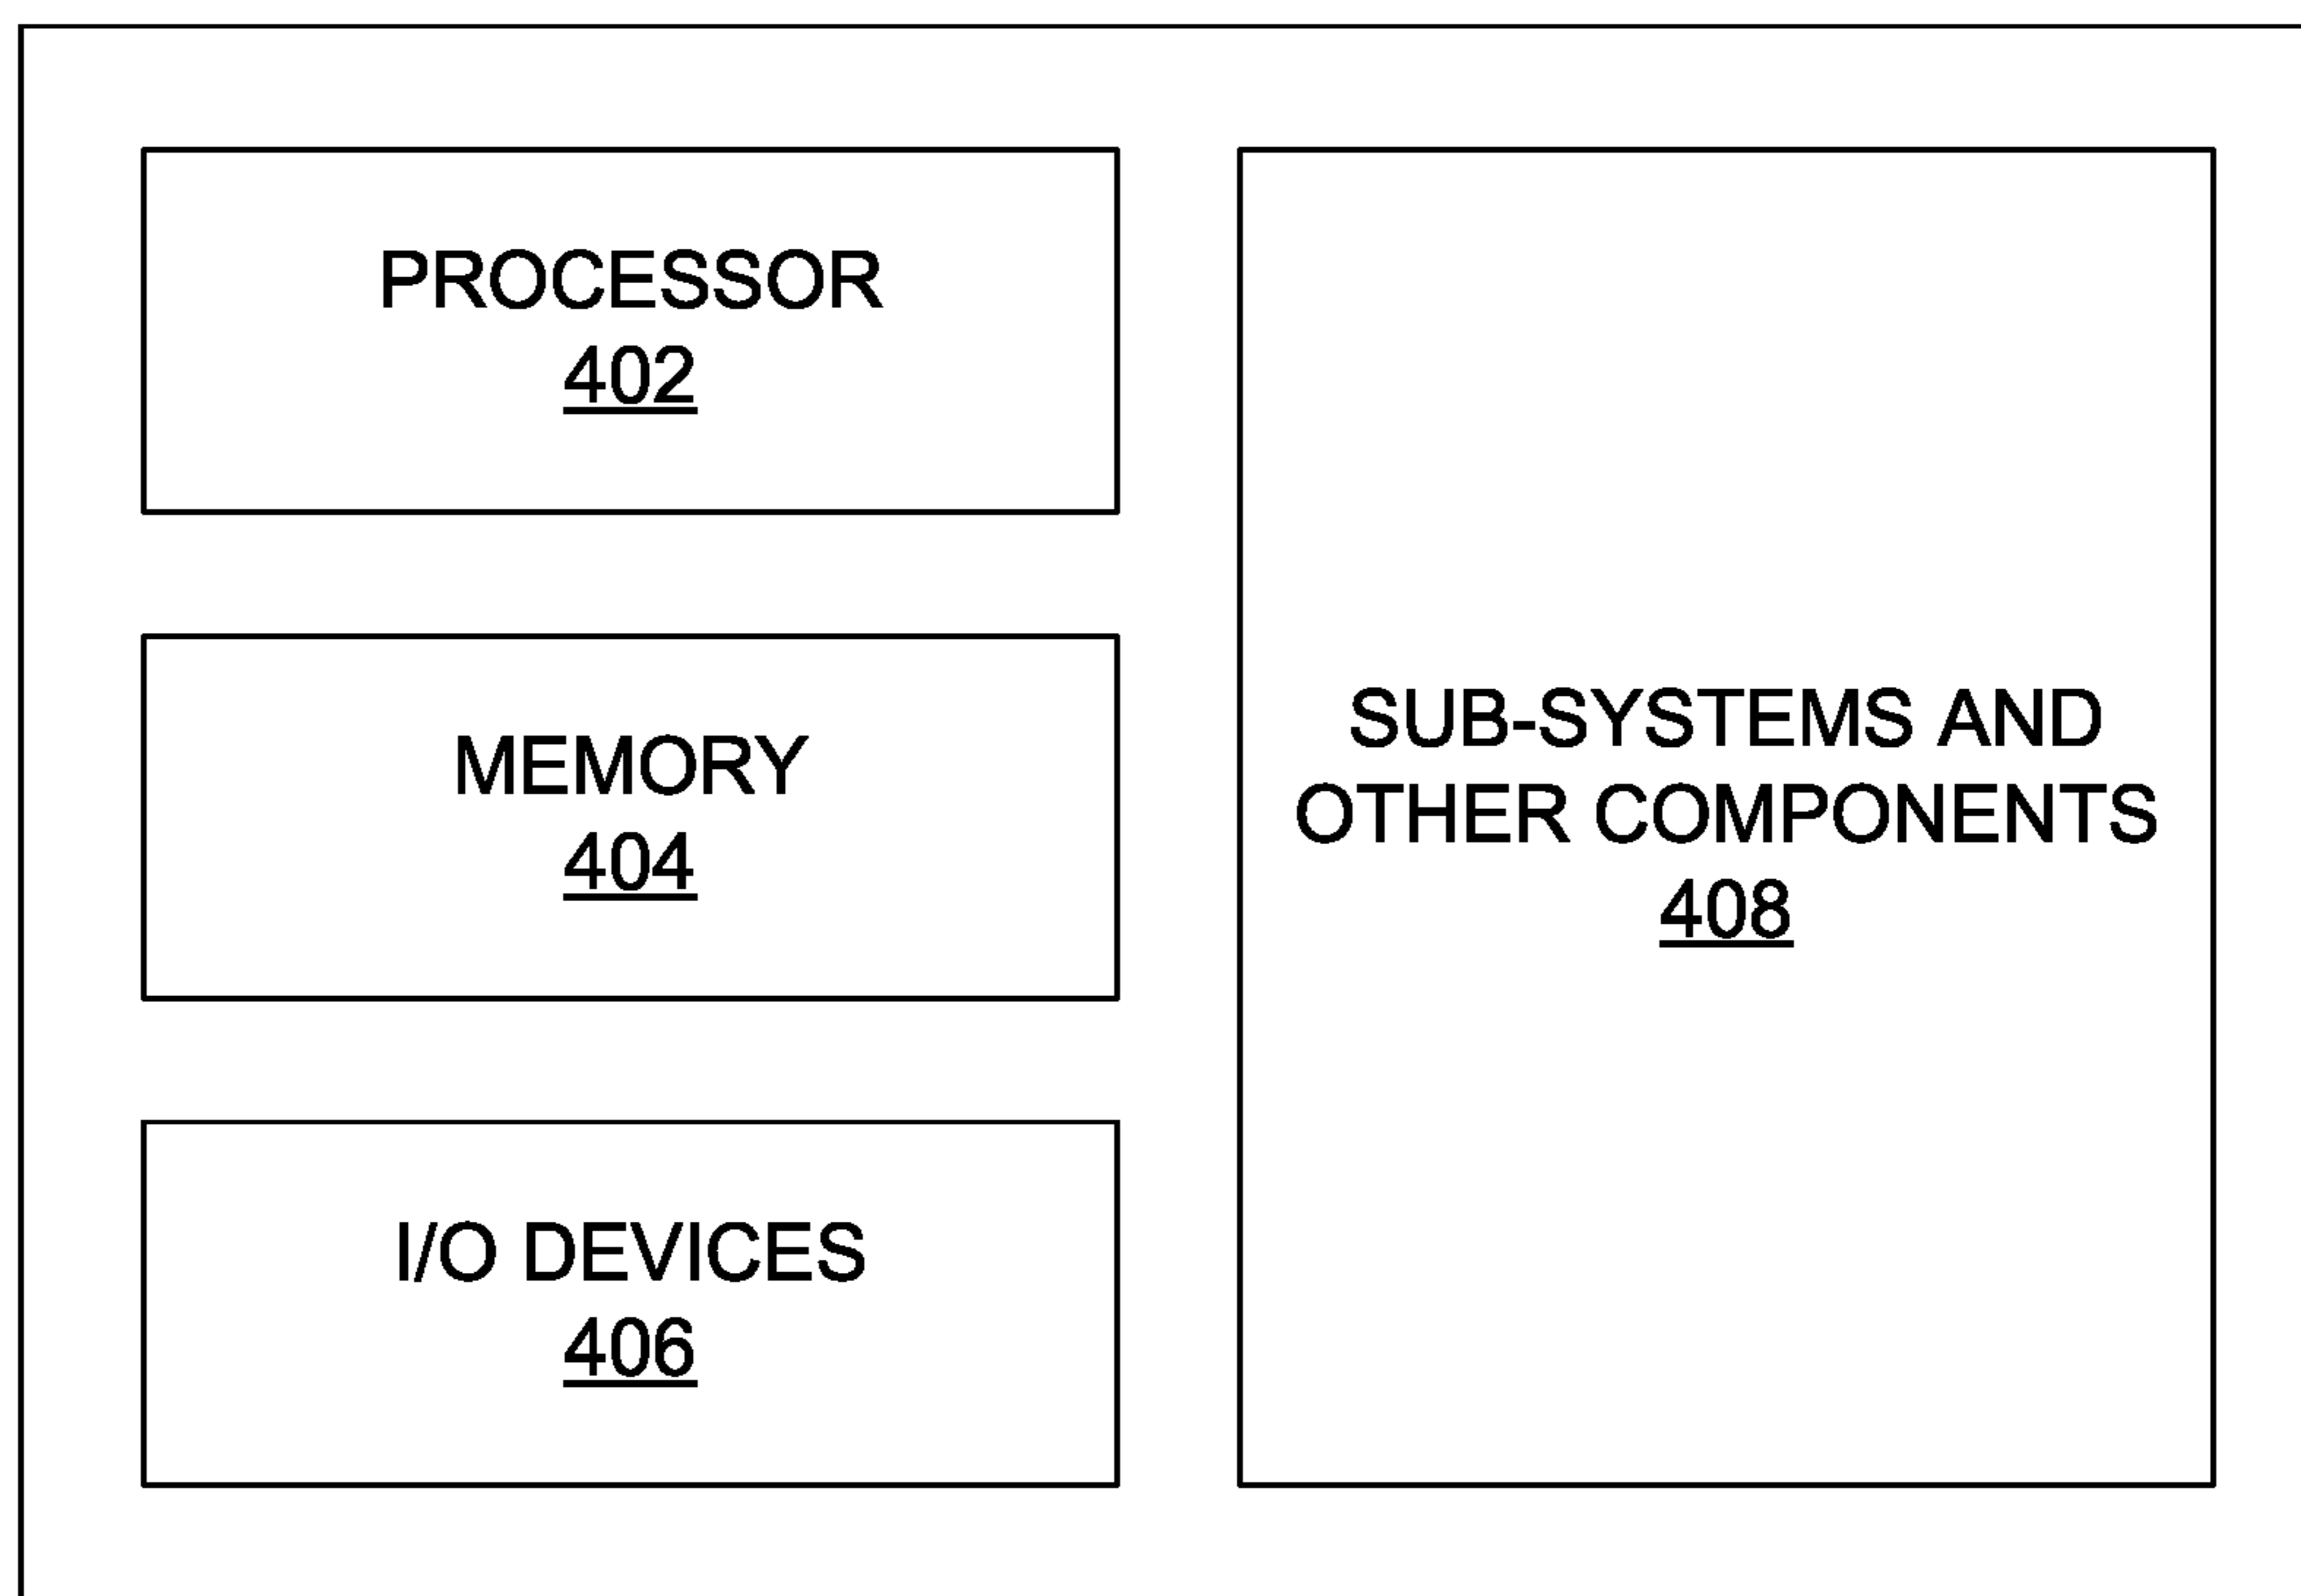 PROCESSOR
402
MEMORY
404
I/O DEVICES
406
SUB-SYSTEMS AND
OTHER COMPONENTS
408